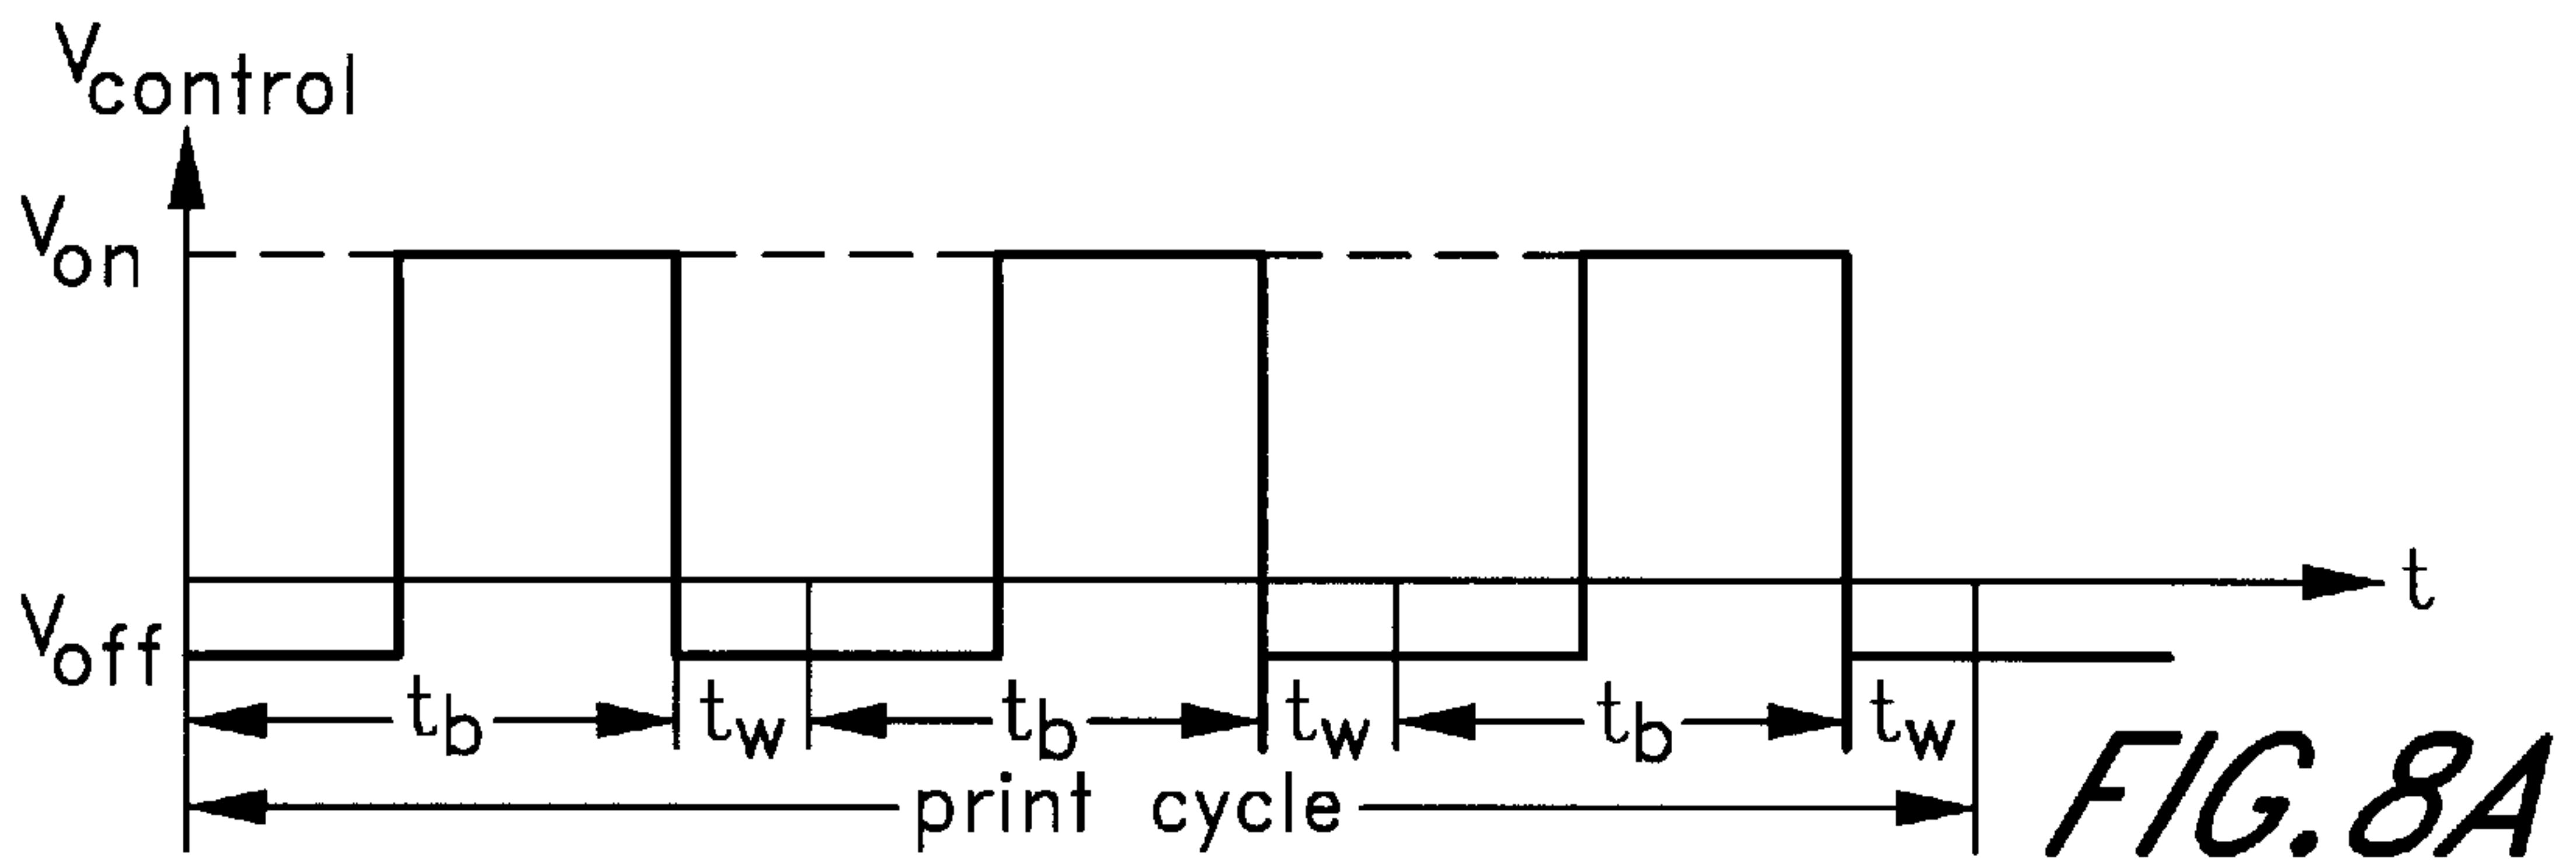 Vcontrol
Von
t
Voff
tb tw tb tw tb tw
print cycle
FIG. 8A